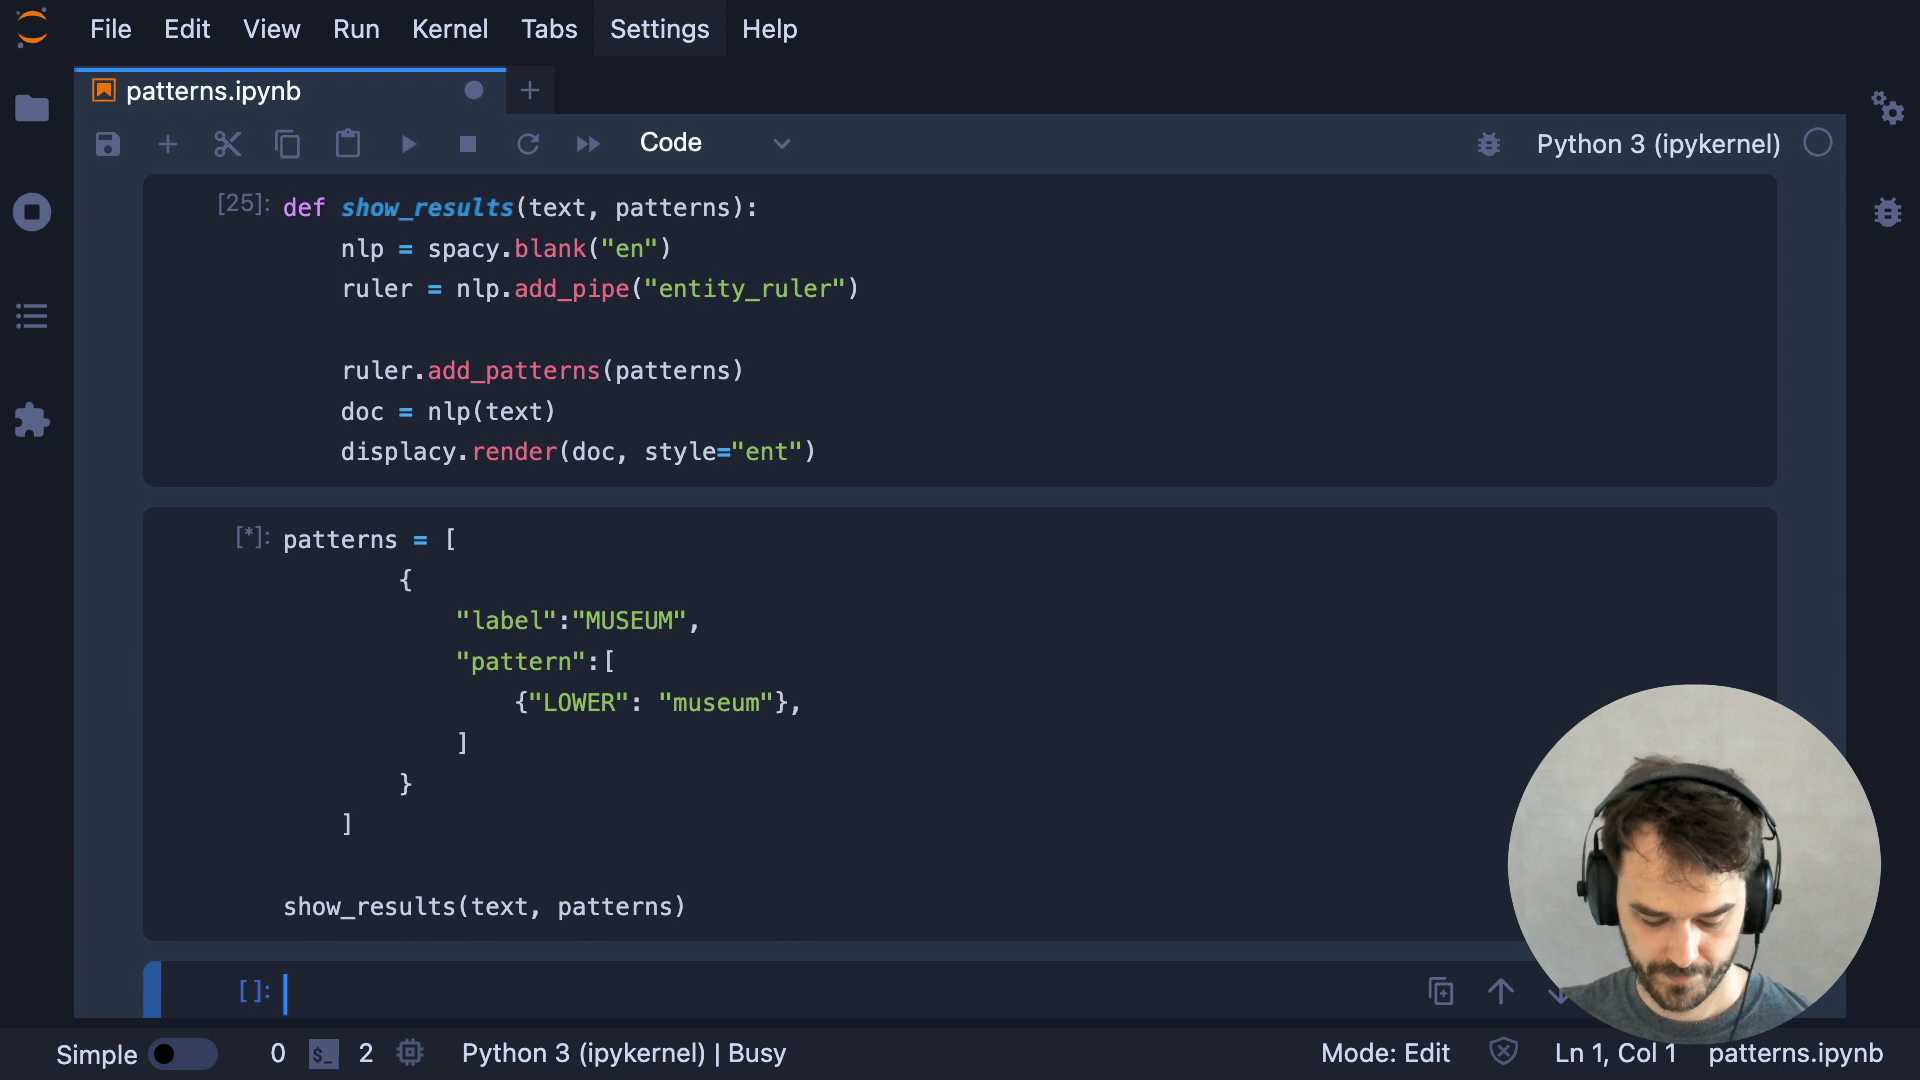 File Edit View Run Kernel Tabs Settings Help
patterns.ipynb
Code
Python 3 (ipykernel)
[25]: def show_results(text, patterns):
    nlp = spacy.blank("en")
    ruler = nlp.add_pipe("entity_ruler")
    ruler.add_patterns(patterns)
    doc = nlp(text)
    displacy.render(doc, style="ent")
[*]: patterns = [
        {
            "label":"MUSEUM",
            "pattern":[
                {"LOWER": "museum"},
            ]
        }
    ]
show_results(text, patterns)
[ ]:
Simple 0 $_ 2 Python 3 (ipykernel) | Busy Mode: Edit Ln 1, Col 1 patterns.ipynb